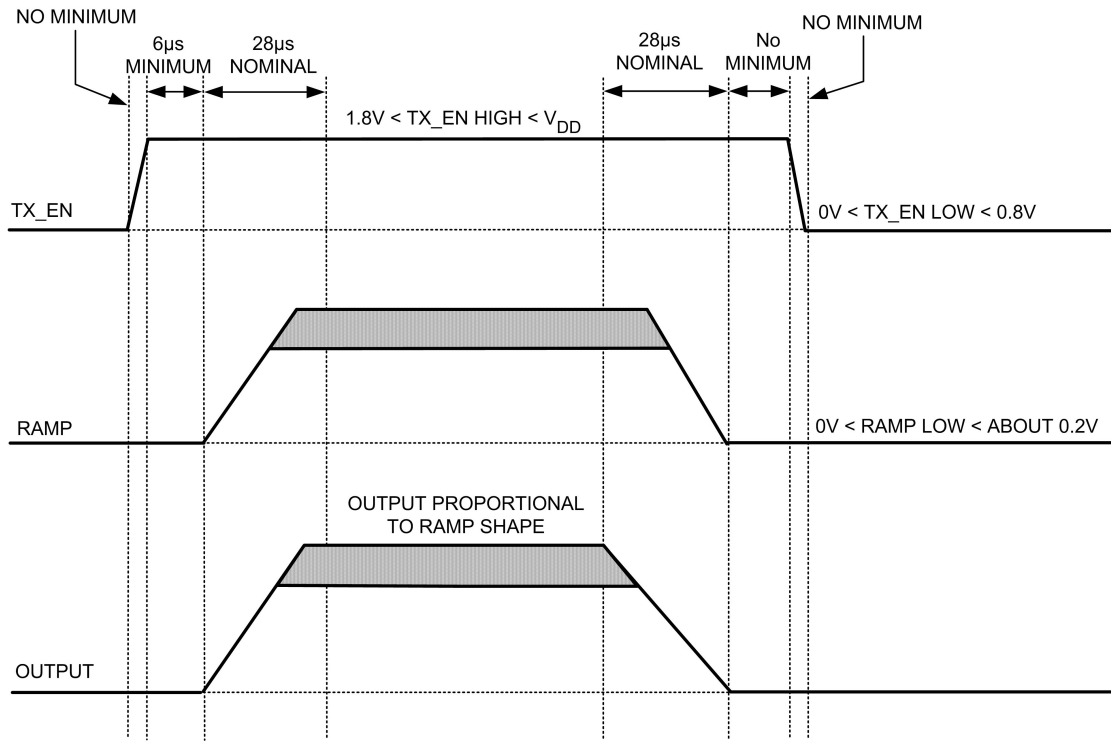 NO MINIMUM
6µs
MINIMUM
28µs
NOMINAL
28µs
NOMINAL
No
MINIMUM
NO MINIMUM
1.8V < TX_EN HIGH < VDD
TX_EN
0V < TX_EN LOW < 0.8V
RAMP
0V < RAMP LOW < ABOUT 0.2V
OUTPUT PROPORTIONAL
TO RAMP SHAPE
OUTPUT